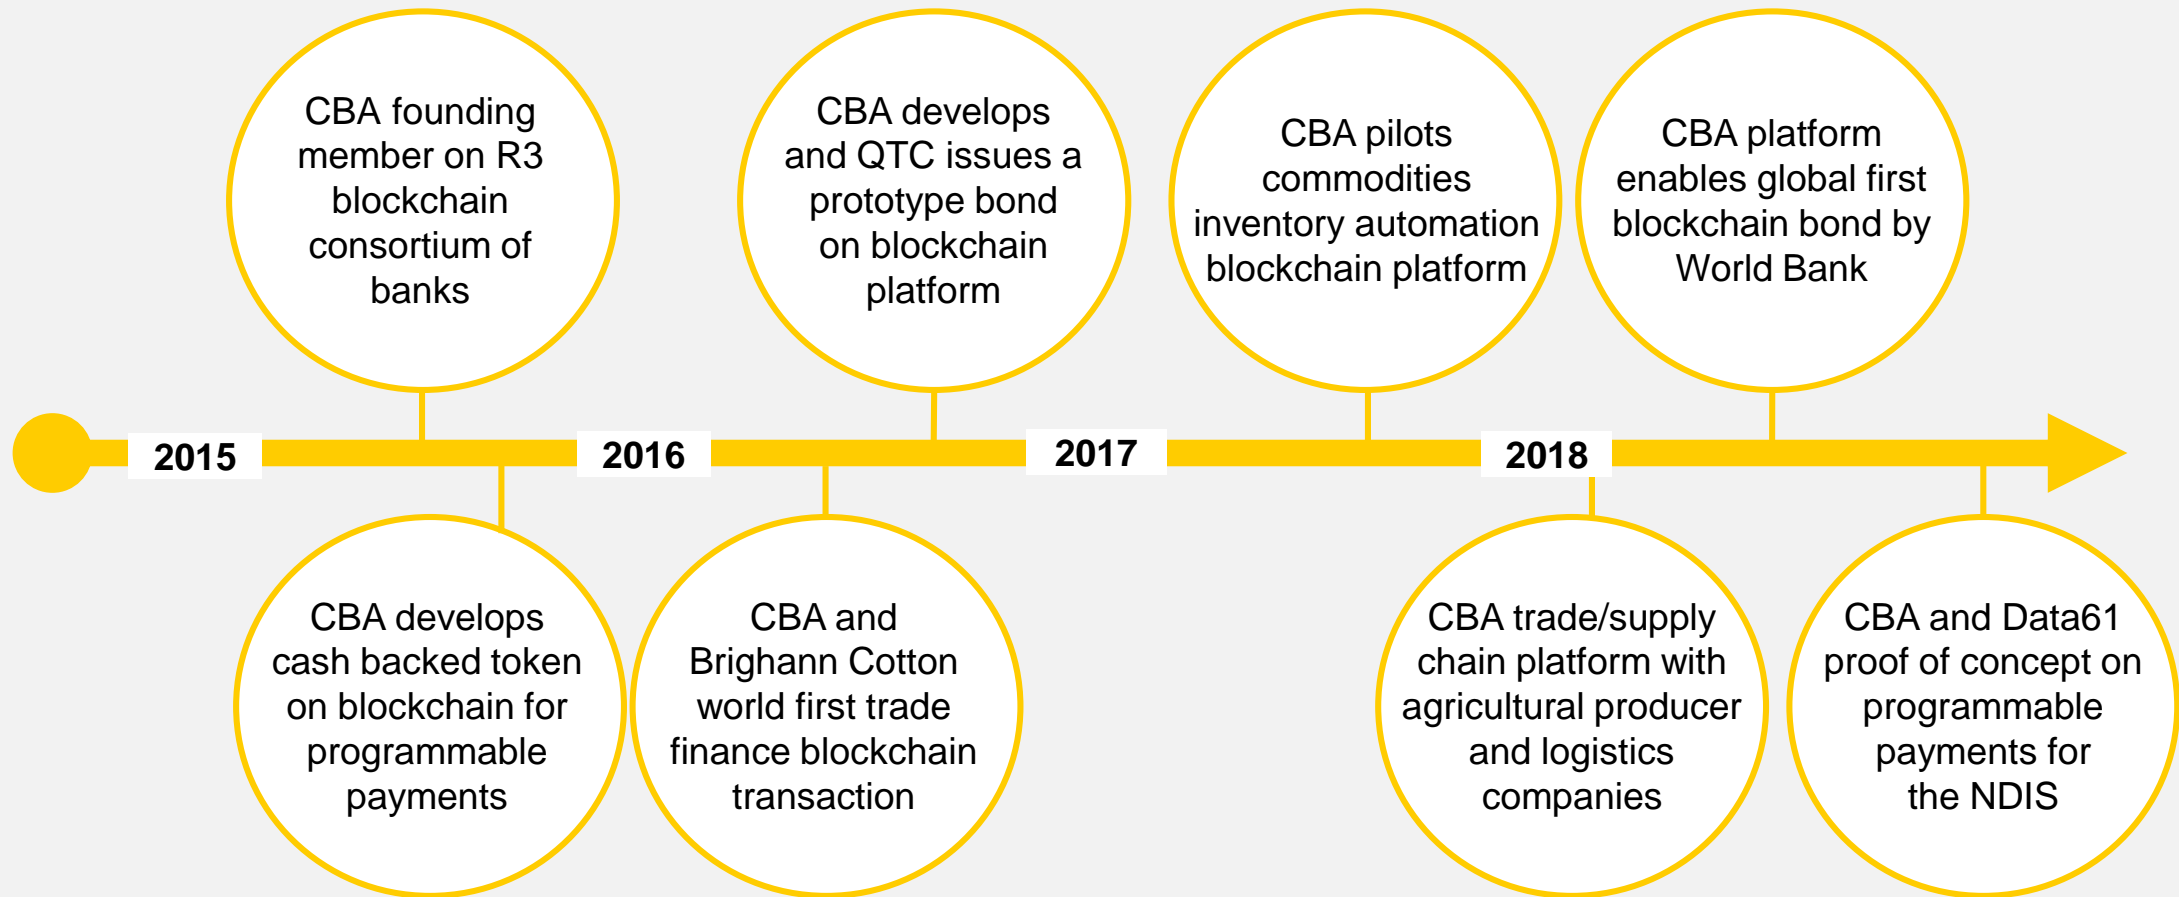 CBA founding
member on R3
blockchain
consortium of
banks
CBA develops
and QTC issues a
prototype bond
on blockchain
platform
CBA pilots
commodities
inventory automation
blockchain platform
CBA platform
enables global first
blockchain bond by
World Bank
2015
2016
2017
2018
CBA develops
cash backed token
on blockchain for
programmable
payments
CBA and
Brighann Cotton
world first trade
finance blockchain
transaction
CBA trade/supply
chain platform with
agricultural producer
and logistics
companies
CBA and Data61
proof of concept on
programmable
payments for
the NDIS